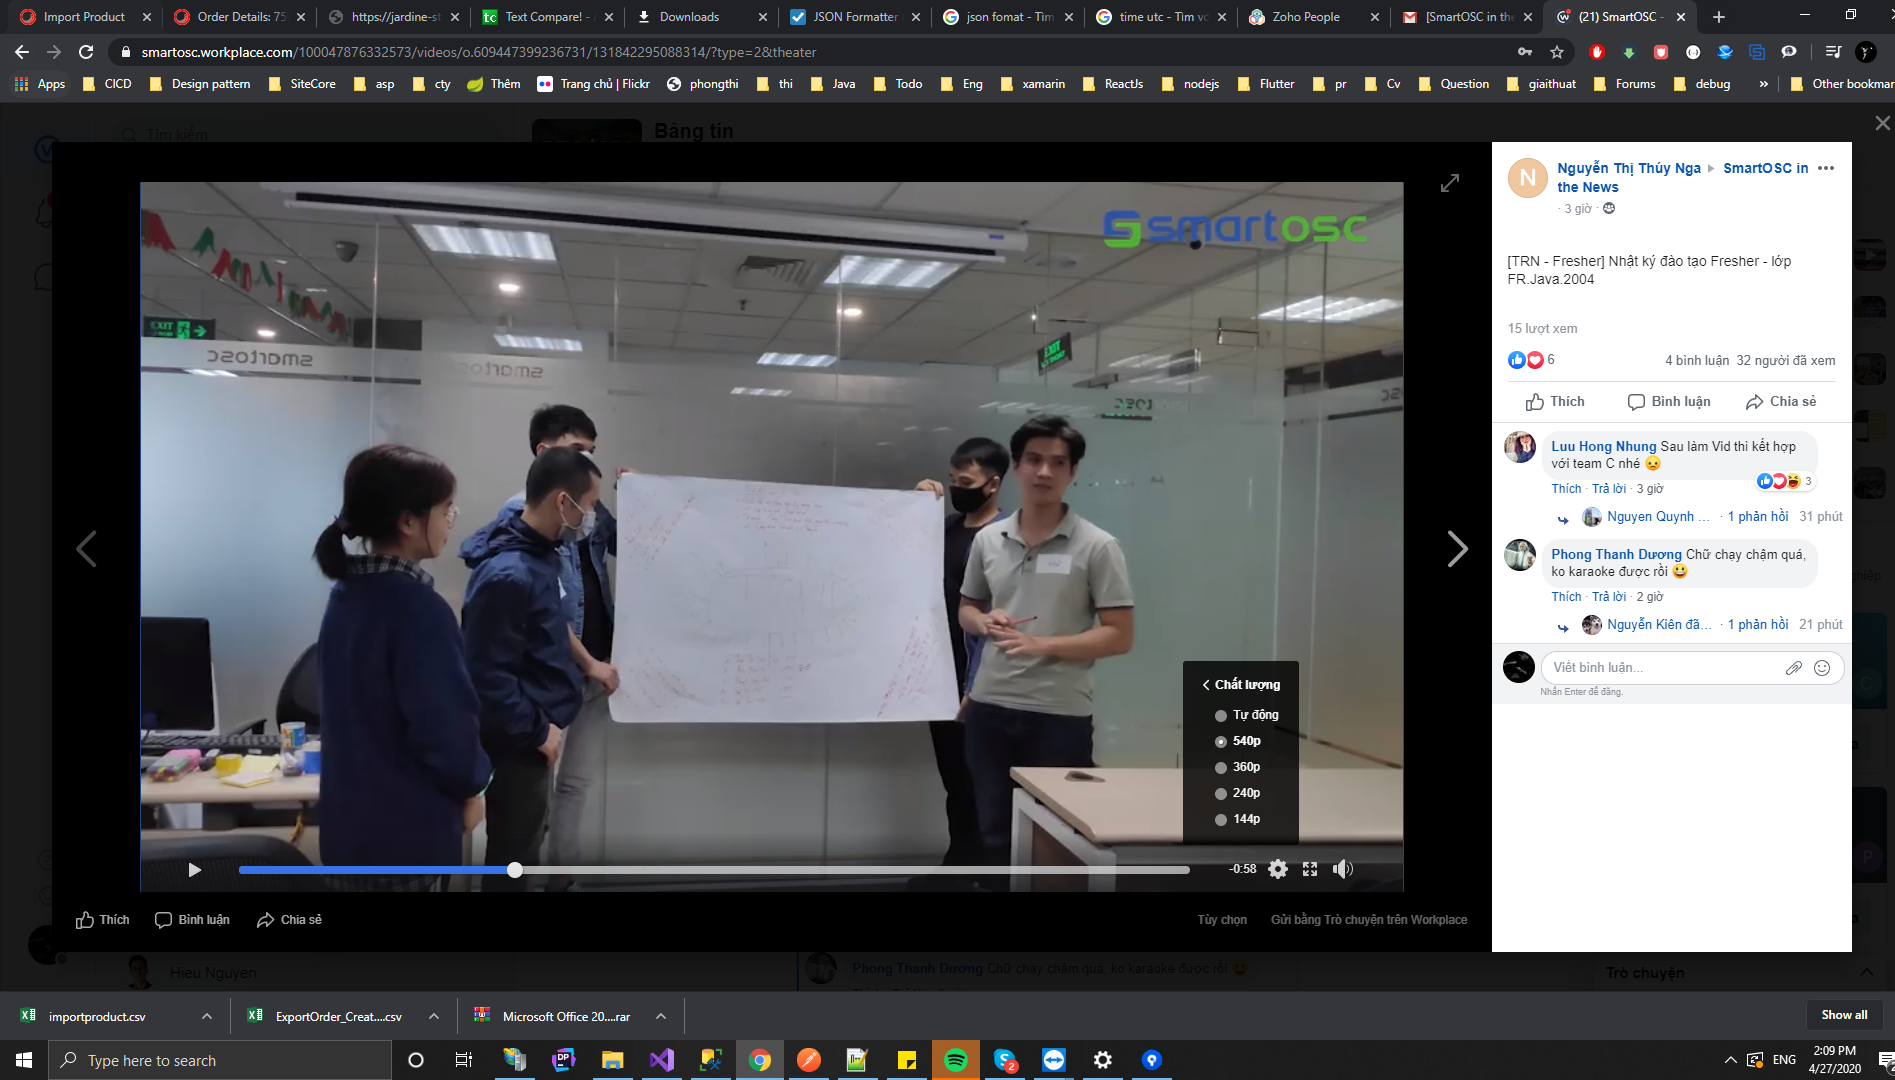 Import Product
Order Details: 75
https://jardine-st
Text Compare! -
Downloads
JSON Formatter
json fomat - Tìm
time utc - Tìm vớ
Zoho People
[SmartOSC in the
(21) SmartOSC -
smartosc.workplace.com/100047876332573/videos/o.609447399236731/131842295088314/?type=2&theater
Apps
CICD
Design pattern
SiteCore
asp
cty
Thêm
Trang chủ | Flickr
phongthi
thi
Java
Todo
Eng
xamarin
ReactJs
nodejs
Flutter
pr
Cv
Question
giaithuat
Forums
debug
»
Other bookmar
Tìm kiếm
Bảng tin
smartosc
EXIT
EXIT
smartosc
smartosc
smartosc
Chất lượng
Tự động
540p
360p
240p
144p
-0:58
Thích
Bình luận
Chia sẻ
Tùy chọn
Gửi bằng Trò chuyện trên Workplace
N
Nguyễn Thị Thúy Nga ▸ SmartOSC in
the News
· 3 giờ ·
[TRN - Fresher] Nhật ký đào tạo Fresher - lớp
FR.Java.2004
15 lượt xem
6
4 bình luận 32 người đã xem
Thích
Bình luận
Chia sẻ
Luu Hong Nhung Sau làm Vid thì kết hợp
với team C nhé
3
Thích · Trả lời · 3 giờ
Nguyen Quynh ... · 1 phản hồi 31 phút
Phong Thanh Dương Chữ chạy chậm quá,
ko karaoke được rồi
Thích · Trả lời · 2 giờ
Nguyễn Kiên đã... · 1 phản hồi 21 phút
Viết bình luận...
Nhấn Enter để đăng.
Hieu Nguyen
Phong Thanh Dương Chữ chạy chậm quá, ko karaoke được rồi
Trò chuyện
importproduct.csv
ExportOrder_Creat....csv
Microsoft Office 20....rar
Show all
Type here to search
2
ENG
2:09 PM
4/27/2020